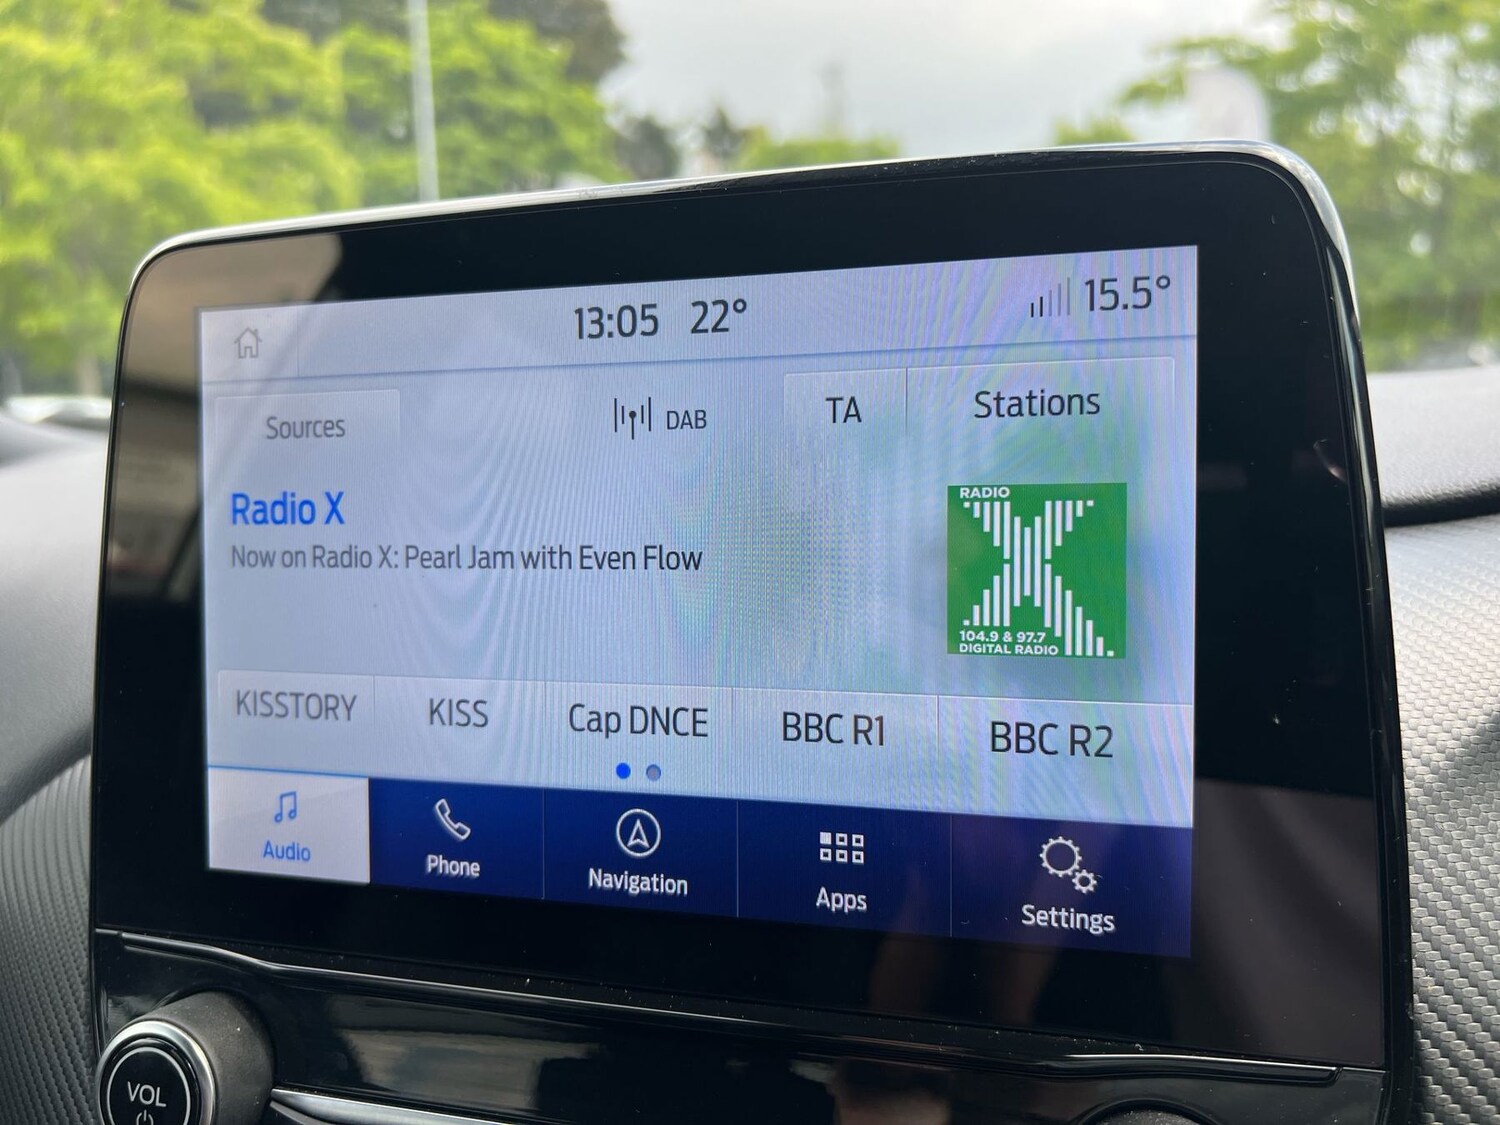 13:05 22° 15.5°
Sources DAB TA Stations
Radio X
Now on Radio X: Pearl Jam with Even Flow
RADIO
X
104.9 & 97.7
DIGITAL RADIO
KISSTORY KISS Cap DNCE BBC R1 BBC R2
Audio Phone Navigation Apps Settings
VOL